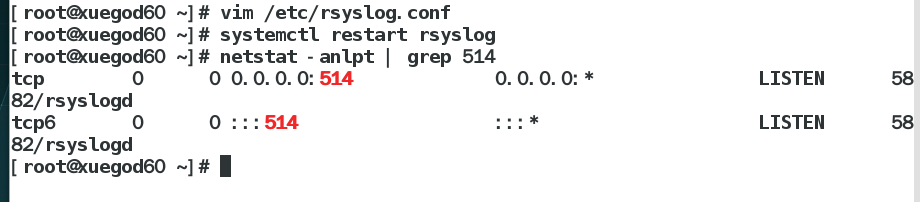 [root@xuegod60 ~]# vim /etc/rsyslog.conf
[root@xuegod60 ~]# systemctl restart rsyslog
[root@xuegod60 ~]# netstat -anlpt | grep 514
tcp        0      0 0.0.0.0:514             0.0.0.0:*               LISTEN      58
82/rsyslogd
tcp6       0      0 :::514                  :::*                    LISTEN      58
82/rsyslogd
[root@xuegod60 ~]#